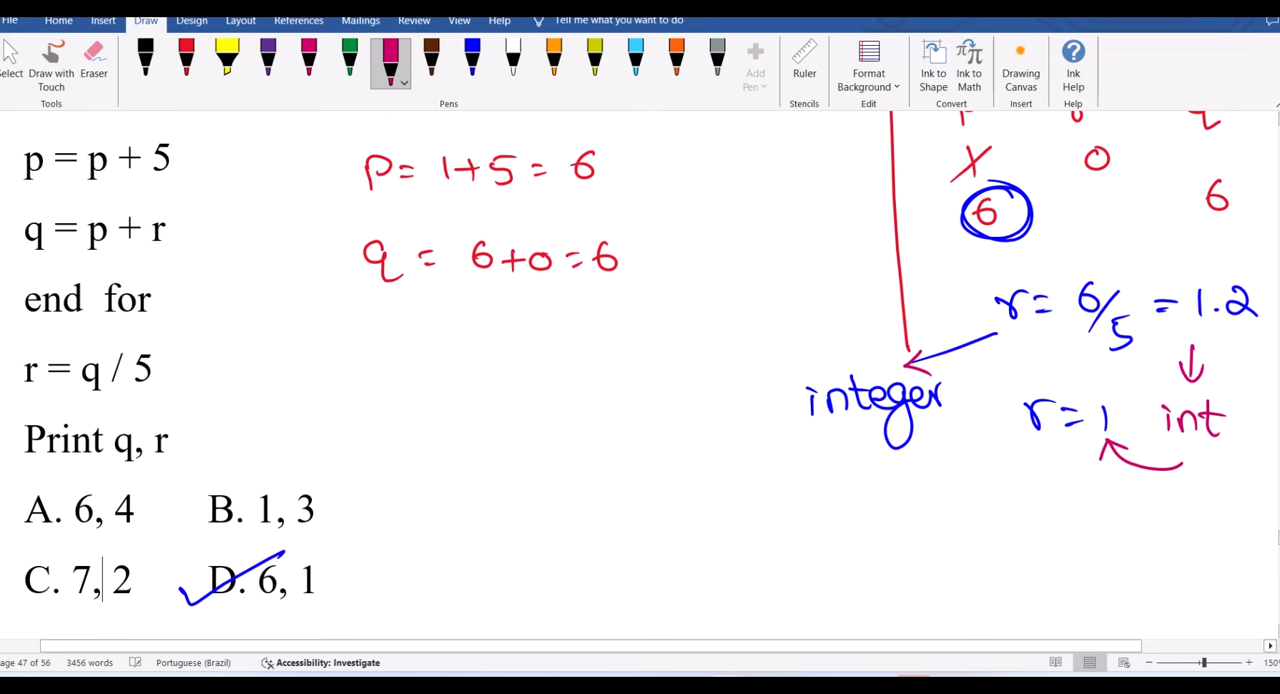 File Home Insert Draw Design Layout References Mailings Review View Help Tell me what you want to do
Select Draw with Touch Eraser Add Pen Ruler Format Background Ink to Shape Ink to Math Drawing Canvas Ink Help
Tools Pens Stencils Edit Convert Insert Help
p = p + 5
p = 1 + 5 = 6
0
6
6
q = p + r
q = 6 + 0 = 6
end for
r = 6/5 = 1.2
r = q / 5
integer
r = 1 int
Print q, r
A. 6, 4 B. 1, 3
C. 7, 2 D. 6, 1
age 47 of 56 3456 words Portuguese (Brazil) Accessibility: Investigate 150%